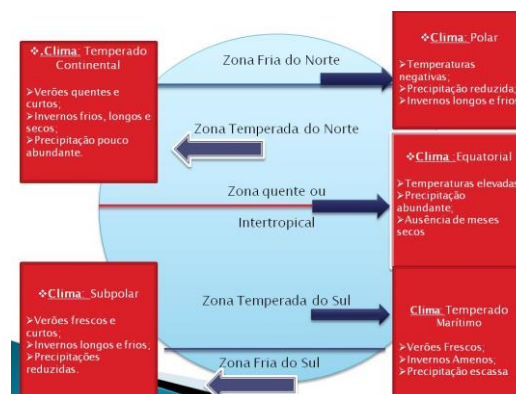 ❖.Clima: Temperado
Continental
➢Verões quentes e
curtos;
➢Invernos frios, longos e
secos;
➢Precipitação pouco
abundante.
Zona Fria do Norte
❖Clima: Polar
➢Temperaturas
negativas;
➢Precipitação reduzida;
➢Invernos longos e frios
Zona Temperada do Norte
❖Clima :Equatorial
➢Temperaturas elevadas
➢Precipitação
abundante;
➢Ausência de meses
secos
Zona quente ou
Intertropical
❖Clima: Subpolar
➢Verões frescos e
curtos;
➢Invernos longos e frios;
➢Precipitações
reduzidas.
Zona Temperada do Sul
Clima: Temperado
Marítimo
➢Verões Frescos;
➢Invernos Amenos;
➢Precipitação escassa
Zona Fria do Sul